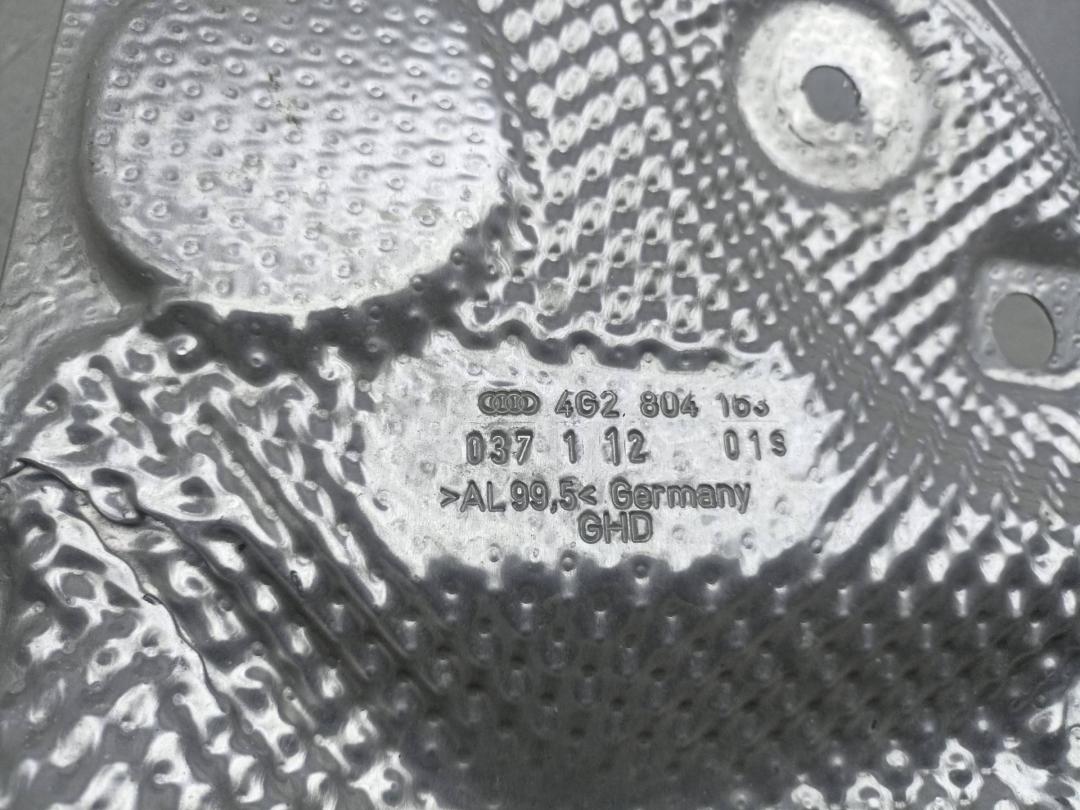 4G2 804 163
037 1 12 01S
>AL 99,5< Germany
GHD